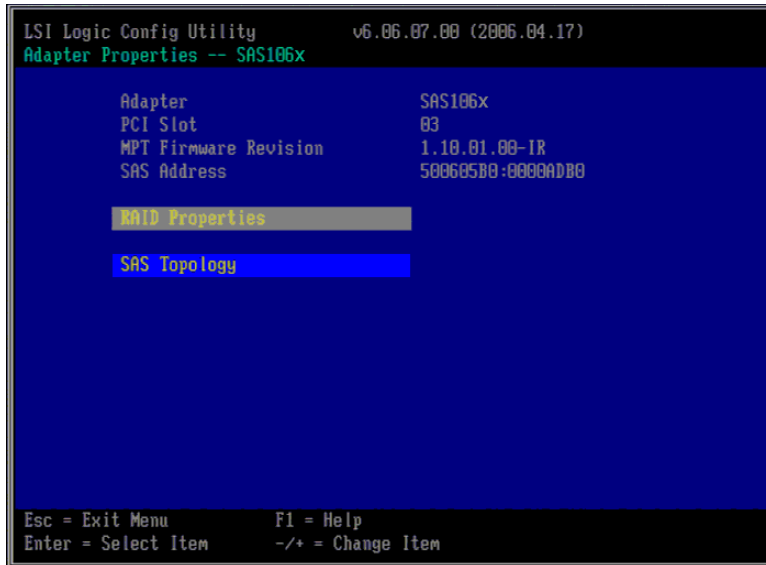 LSI Logic Config Utility v6.06.07.00 (2006.04.17)
Adapter Properties -- SAS106x
Adapter SAS106x
PCI Slot 03
MPT Firmware Revision 1.10.01.00-IR
SAS Address 500605B0:0000ADB0
RAID Properties
SAS Topology
Esc = Exit Menu F1 = Help
Enter = Select Item -/+ = Change Item